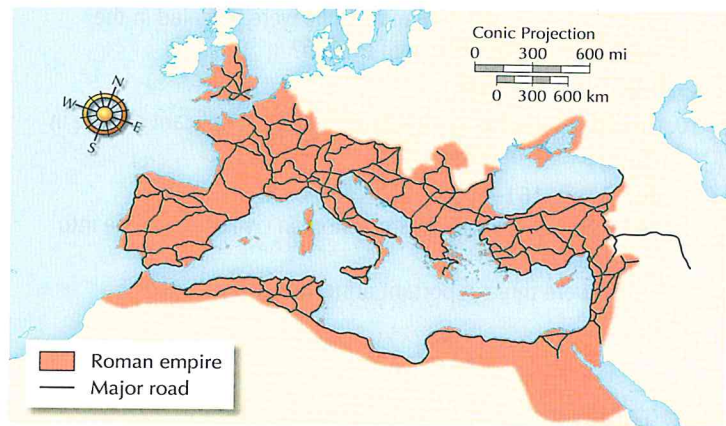 Conic Projection
0 300 600 mi
0 300 600 km
N
W
E
S
Roman empire
Major road